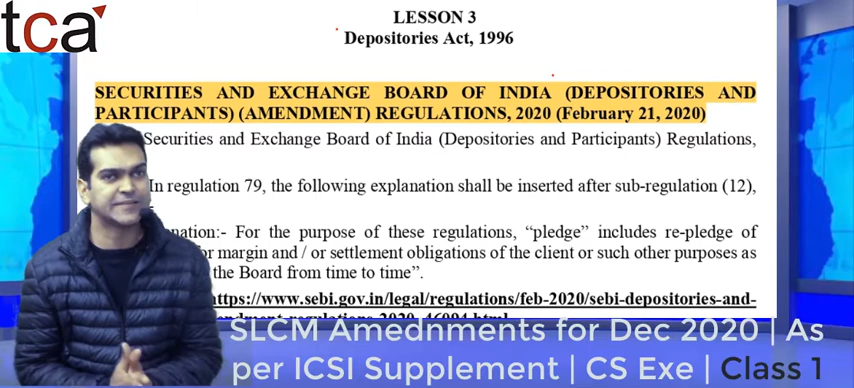 tca
LESSON 3
Depositories Act, 1996
SECURITIES AND EXCHANGE BOARD OF INDIA (DEPOSITORIES AND
PARTICIPANTS) (AMENDMENT) REGULATIONS, 2020 (February 21, 2020)
Securities and Exchange Board of India (Depositories and Participants) Regulations,
In regulation 79, the following explanation shall be inserted after sub-regulation (12),
For the purpose of these regulations, “pledge” includes re-pledge of
for margin and / or settlement obligations of the client or such other purposes as
the Board from time to time”.
https://www.sebi.gov.in/legal/regulations/feb-2020/sebi-depositories-and-
SLCM Amednments for Dec 2020 | As
per ICSI Supplement | CS Exe | Class 1